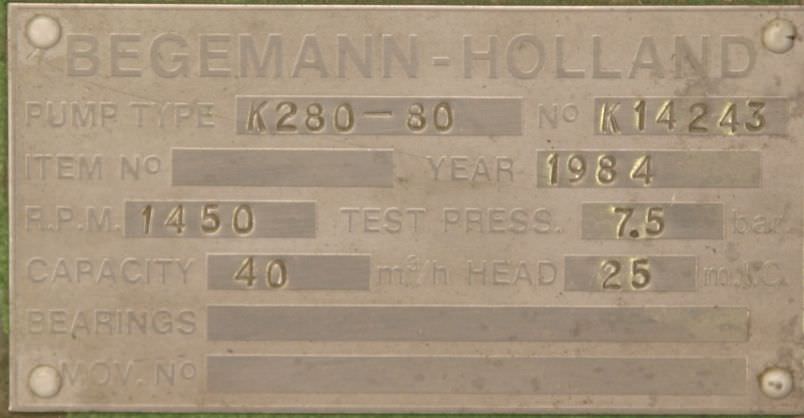 BEGEMANN-HOLLAND
PUMP TYPE K280-80 Nº K14243
ITEM Nº YEAR 1984
R.P.M. 1450 TEST PRESS. 7.5 bar
CAPACITY 40 m³/h HEAD 25
BEARINGS
MOV. Nº